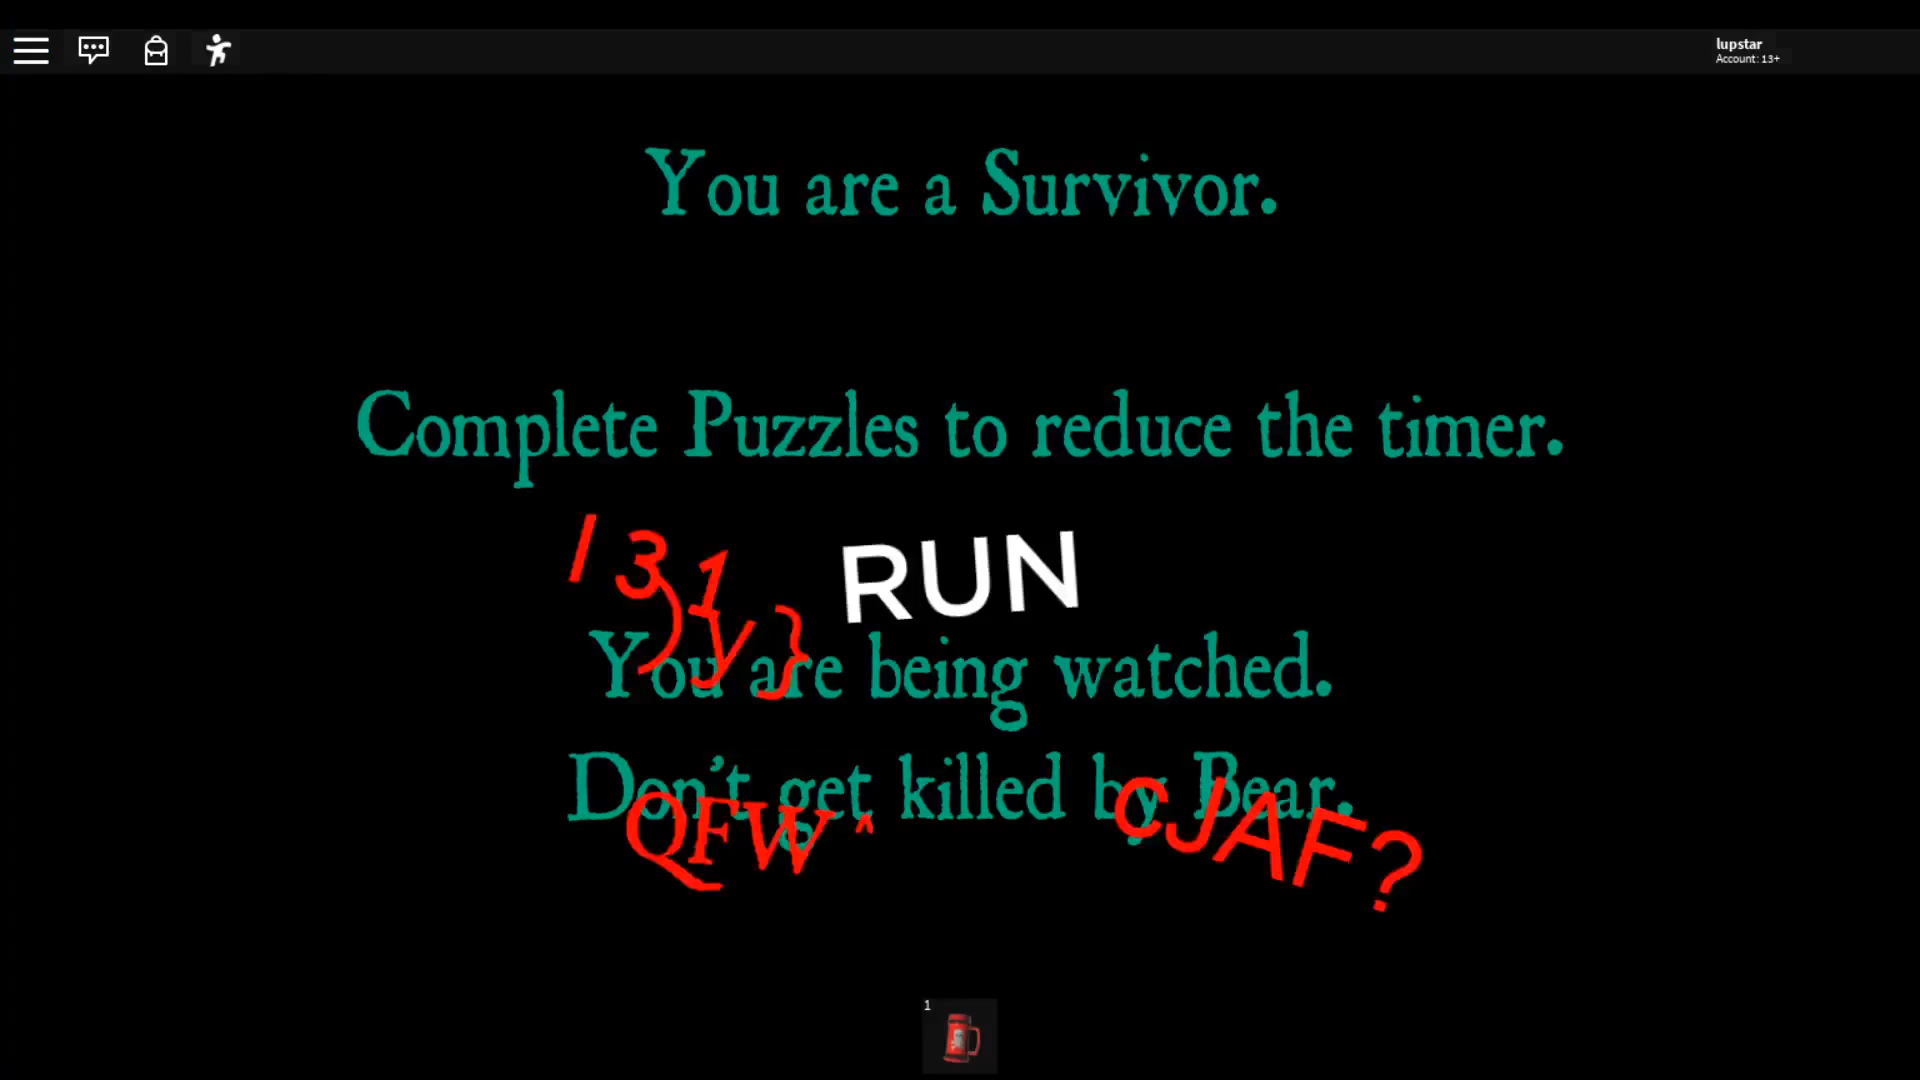 lupstar
Account: 13+
You are a Survivor.
Complete Puzzles to reduce the timer.
/31
RUN
)y}
You are being watched.
Don't get killed by Bear.
QFW^
cJAF?
1